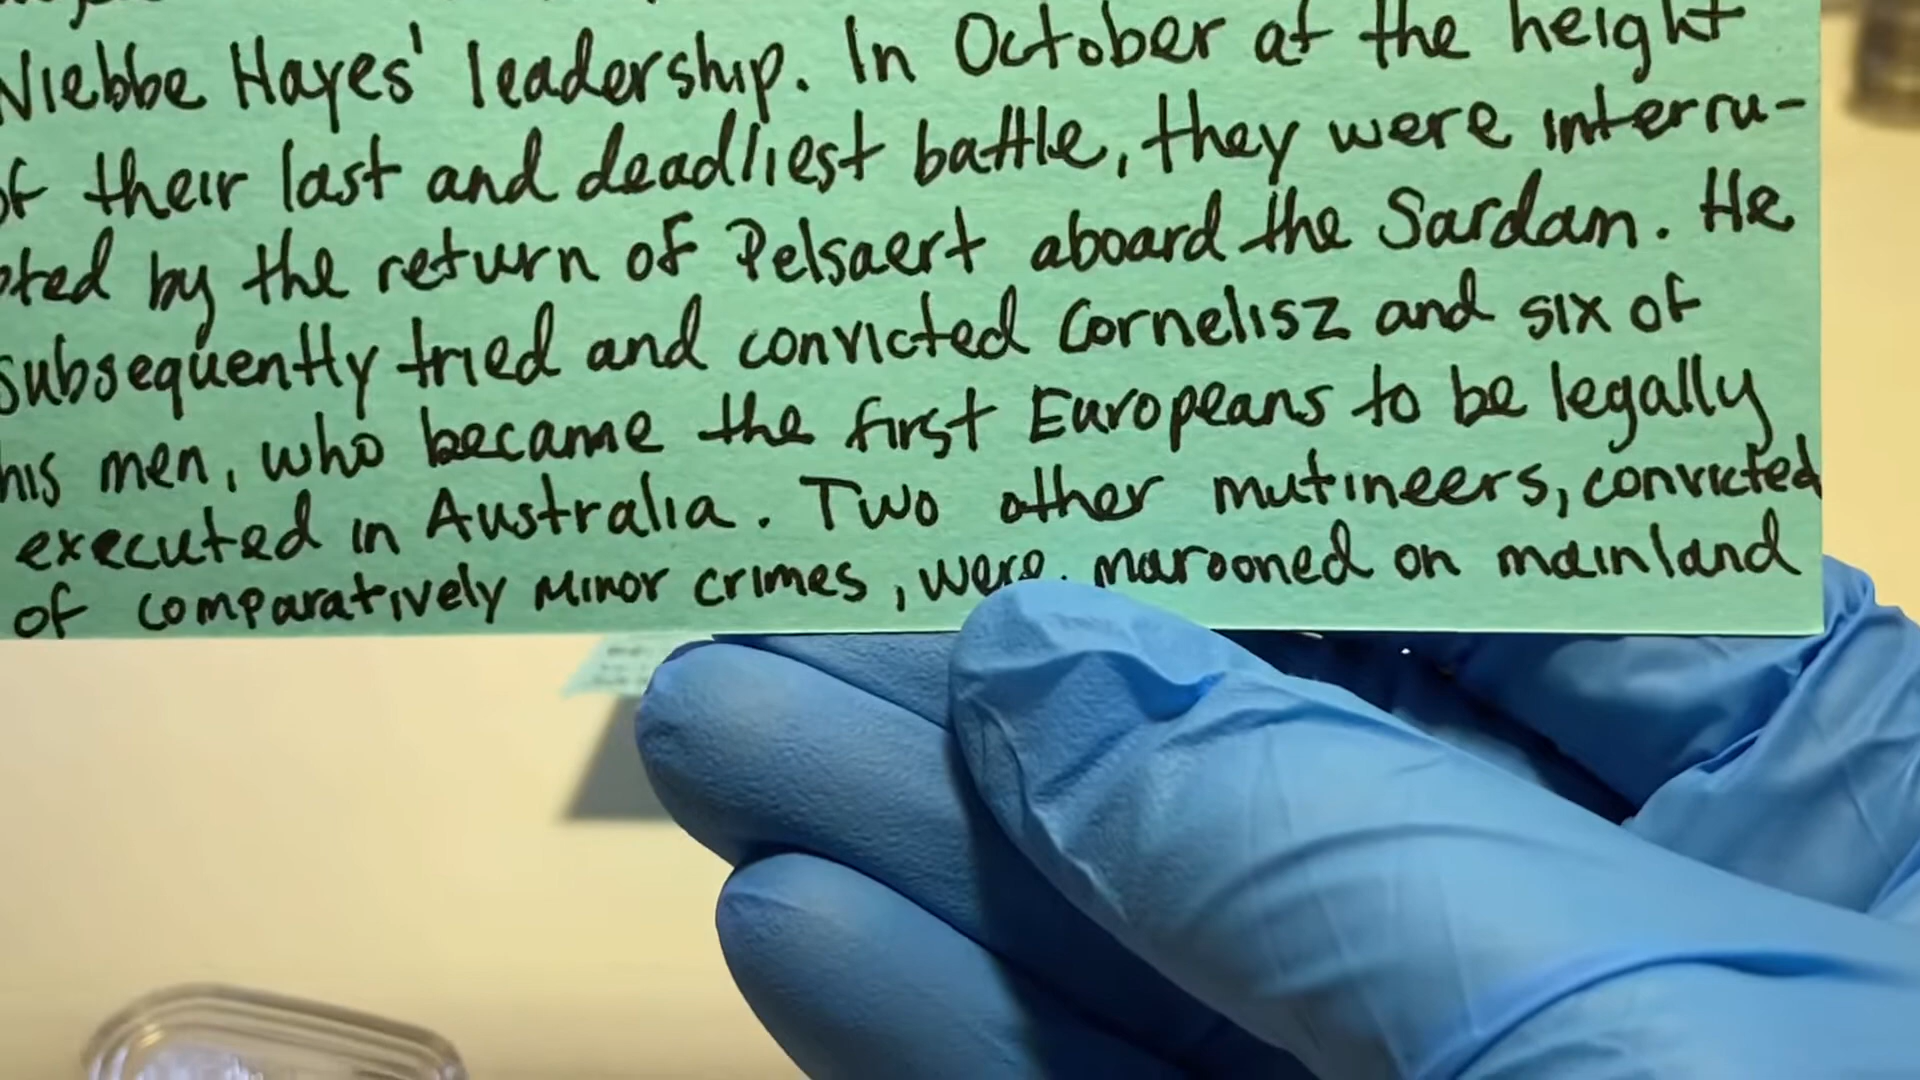 Niebbe Hayes' leadership. In October at the height
of their last and deadliest battle, they were interru-
pted by the return of Pelsaert aboard the Sardam. He
subsequently tried and convicted Cornelisz and six of
his men, who became the first Europeans to be legally
executed in Australia. Two other mutineers, convicted
of comparatively minor crimes, were marooned on mainland